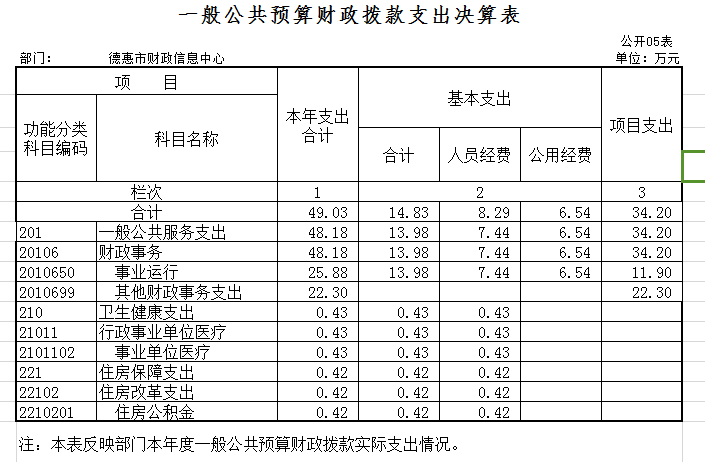 一般公共预算财政拨款支出决算表
公开05表
部门： 德惠市财政信息中心 单位：万元
项 目 本年支出合计 基本支出 项目支出
功能分类科目编码 科目名称 合计 人员经费 公用经费
栏次 1 2 3
合计 49.03 14.83 8.29 6.54 34.20
201 一般公共服务支出 48.18 13.98 7.44 6.54 34.20
20106 财政事务 48.18 13.98 7.44 6.54 34.20
2010650 事业运行 25.88 13.98 7.44 6.54 11.90
2010699 其他财政事务支出 22.30 22.30
210 卫生健康支出 0.43 0.43 0.43
21011 行政事业单位医疗 0.43 0.43 0.43
2101102 事业单位医疗 0.43 0.43 0.43
221 住房保障支出 0.42 0.42 0.42
22102 住房改革支出 0.42 0.42 0.42
2210201 住房公积金 0.42 0.42 0.42
注：本表反映部门本年度一般公共预算财政拨款实际支出情况。